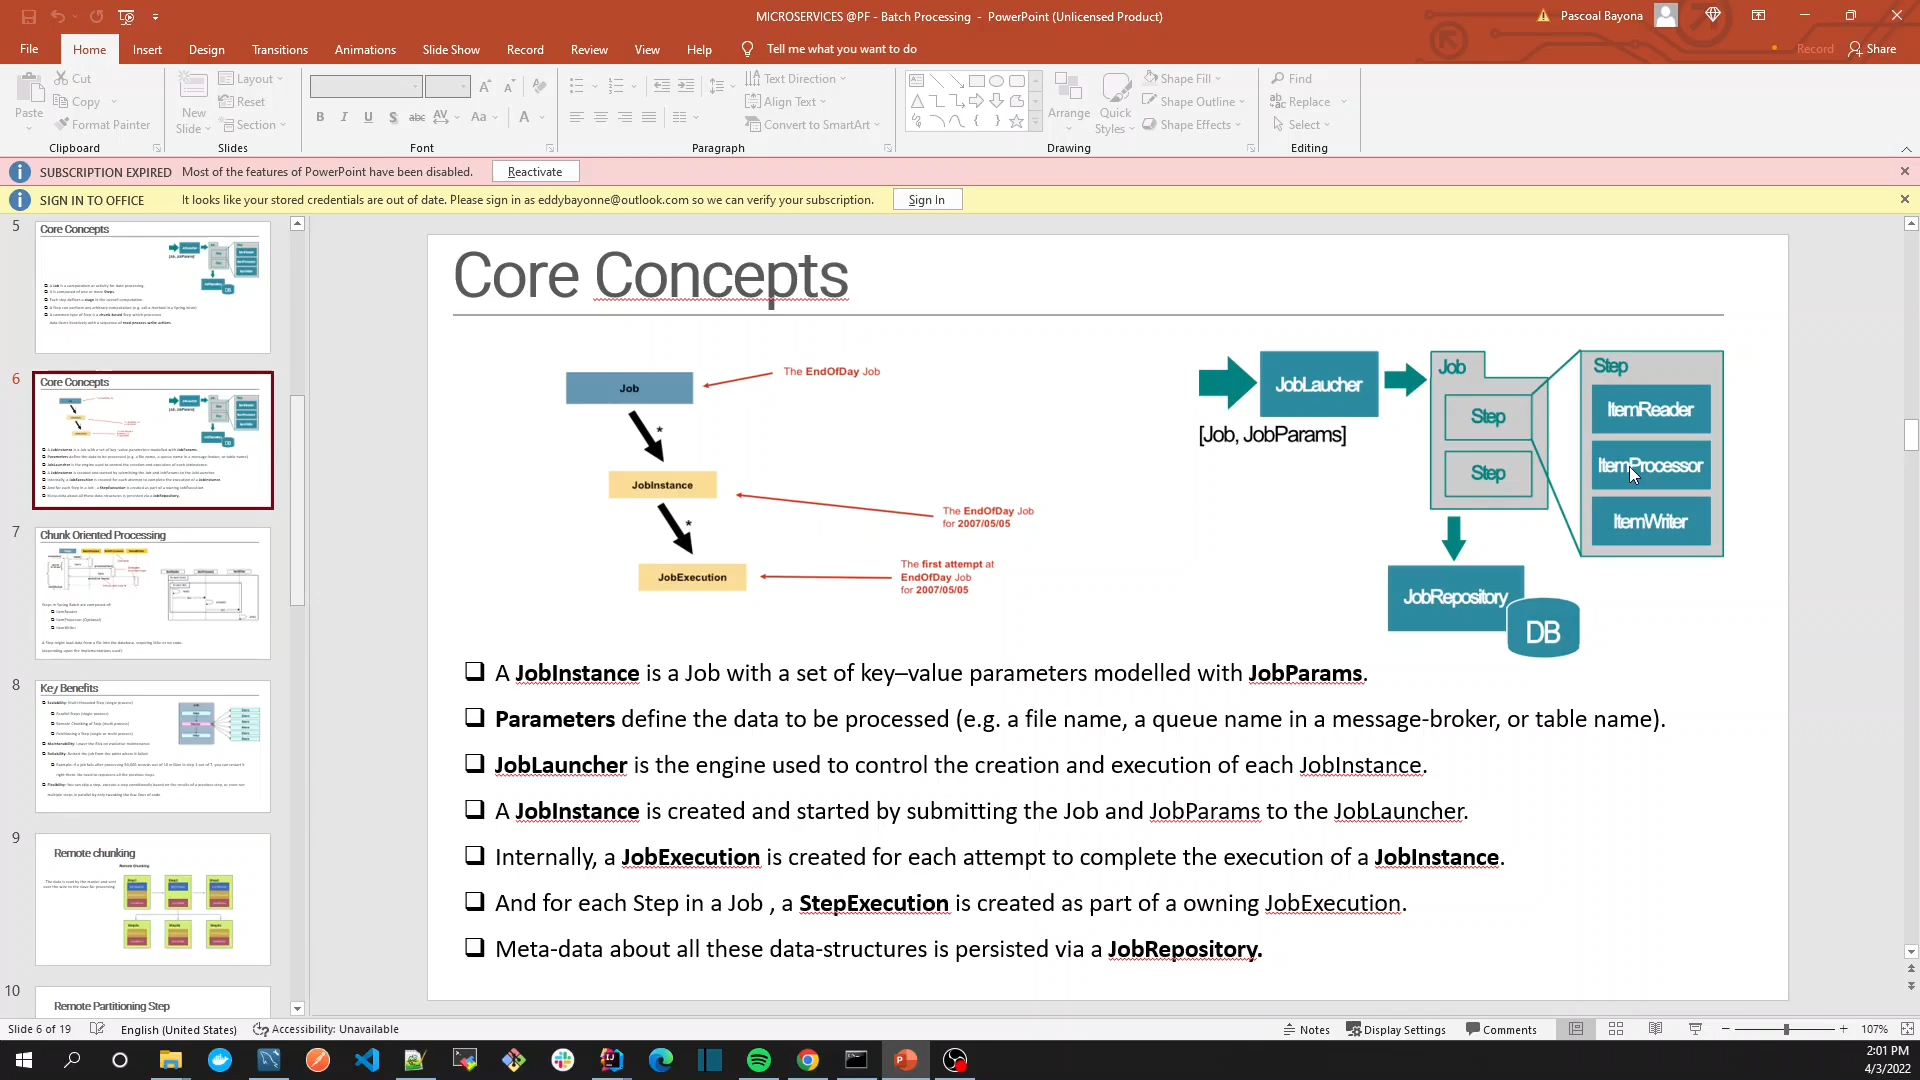 MICROSERVICES @PF - Batch Processing - PowerPoint (Unlicensed Product)
Pascoal Bayona
File Home Insert Design Transitions Animations Slide Show Record Review View Help Tell me what you want to do
Record Share
Paste
Cut
Copy
Format Painter
Clipboard
New Slide
Layout
Reset
Section
Slides
Font
Text Direction
Align Text
Convert to SmartArt
Paragraph
Arrange
Quick Styles
Shape Fill
Shape Outline
Shape Effects
Drawing
Find
Replace
Select
Editing
SUBSCRIPTION EXPIRED Most of the features of PowerPoint have been disabled. Reactivate
SIGN IN TO OFFICE It looks like your stored credentials are out of date. Please sign in as eddybayonne@outlook.com so we can verify your subscription. Sign In
5
Core Concepts
6
Core Concepts
7
Chunk Oriented Processing
8
Key Benefits
9
Remote chunking
10
Remote Partitioning Step
Core Concepts
Job
The EndOfDay Job
*
JobInstance
The EndOfDay Job
for 2007/05/05
*
JobExecution
The first attempt at
EndOfDay Job
for 2007/05/05
JobLaucher
[Job, JobParams]
Job
Step
Step
Step
ItemReader
ItemProcessor
ItemWriter
JobRepository
DB
A JobInstance is a Job with a set of key–value parameters modelled with JobParams.
Parameters define the data to be processed (e.g. a file name, a queue name in a message-broker, or table name).
JobLauncher is the engine used to control the creation and execution of each JobInstance.
A JobInstance is created and started by submitting the Job and JobParams to the JobLauncher.
Internally, a JobExecution is created for each attempt to complete the execution of a JobInstance.
And for each Step in a Job , a StepExecution is created as part of a owning JobExecution.
Meta-data about all these data-structures is persisted via a JobRepository.
Slide 6 of 19 English (United States) Accessibility: Unavailable
Notes Display Settings Comments 107%
2:01 PM
4/3/2022